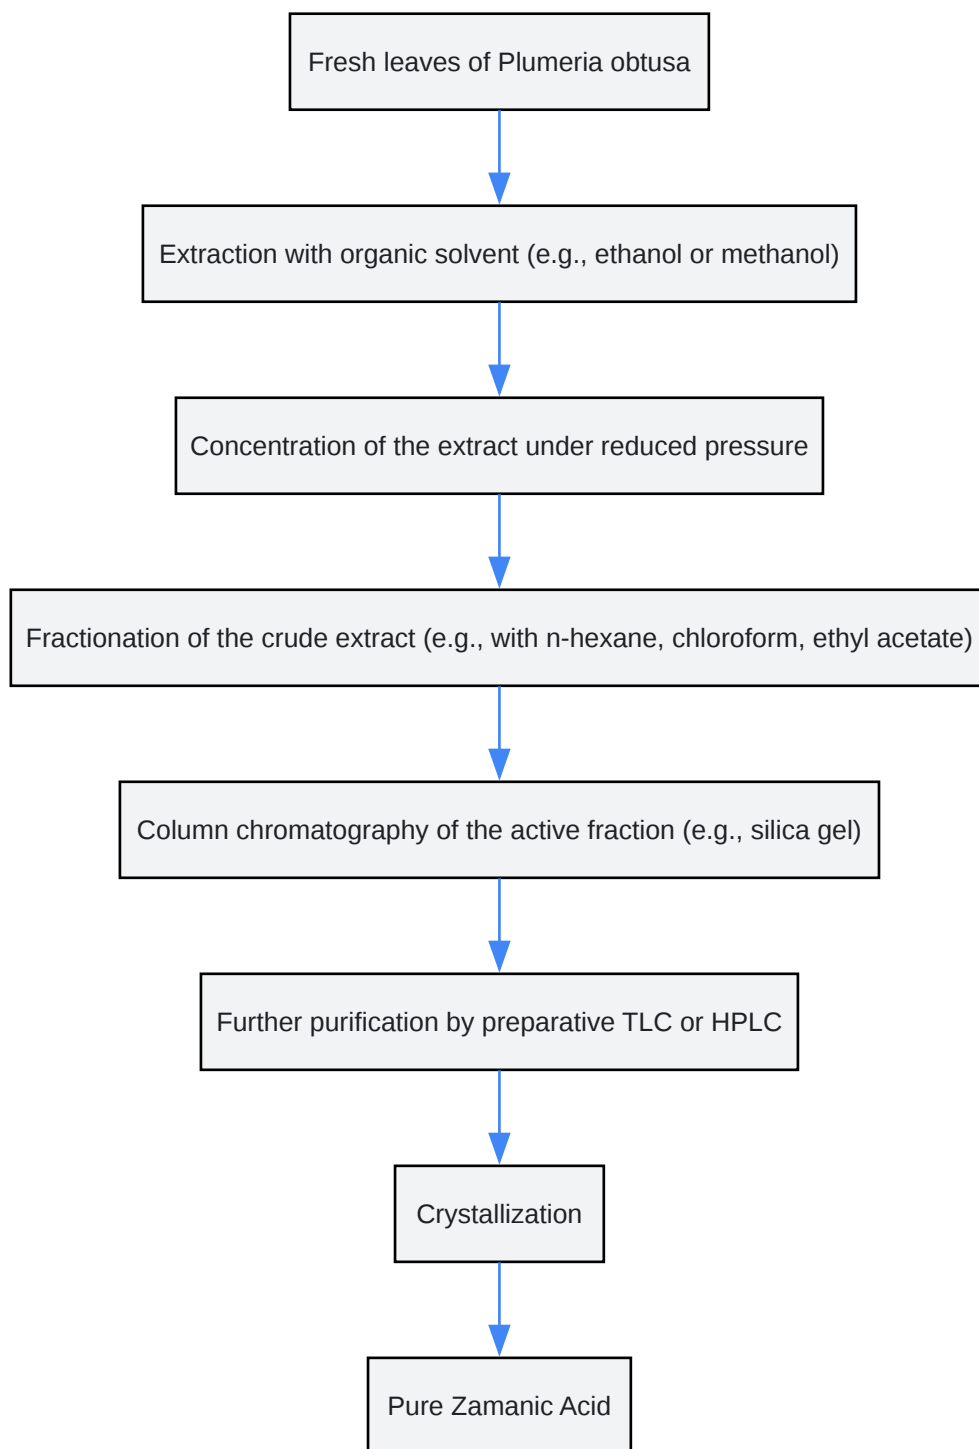 Fresh leaves of Plumeria obtusa
Extraction with organic solvent (e.g., ethanol or methanol)
Concentration of the extract under reduced pressure
Fractionation of the crude extract (e.g., with n-hexane, chloroform, ethyl acetate)
Column chromatography of the active fraction (e.g., silica gel)
Further purification by preparative TLC or HPLC
Crystallization
Pure Zamanic Acid